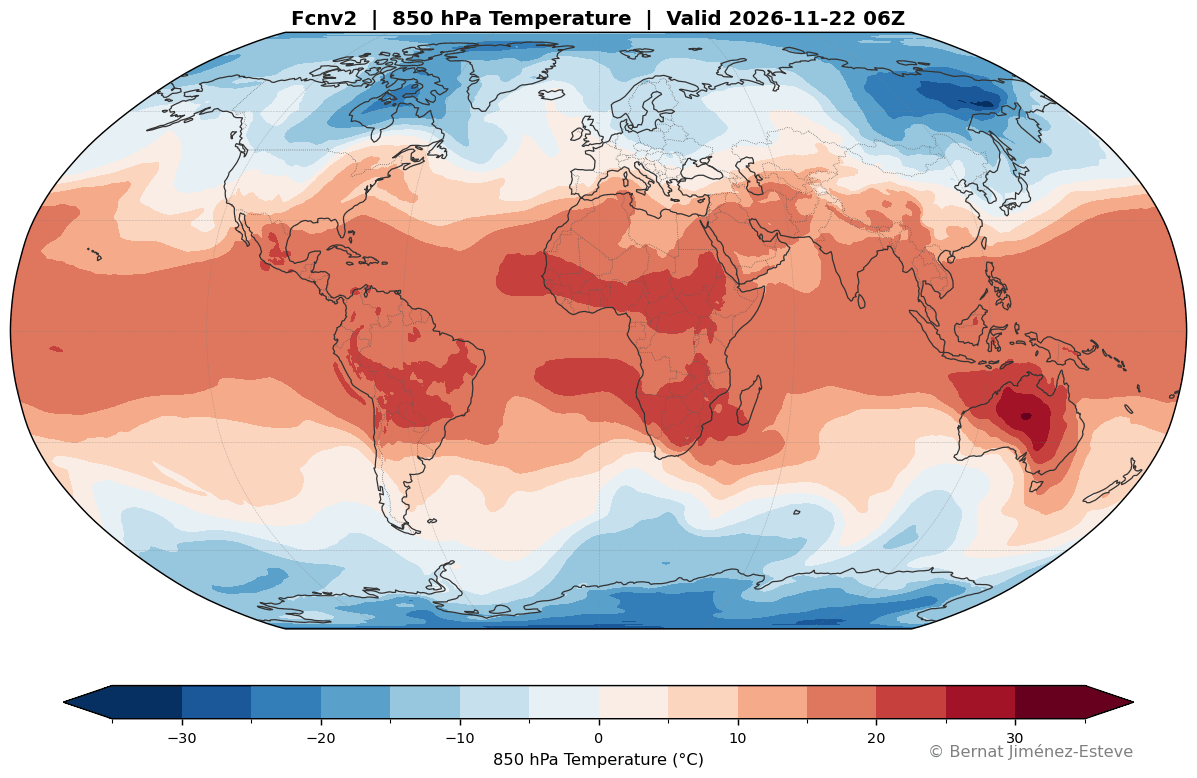 Fcnv2 | 850 hPa Temperature | Valid 2026-11-22 06Z
−30 −20 −10 0 10 20 30
850 hPa Temperature (°C)
© Bernat Jiménez-Esteve